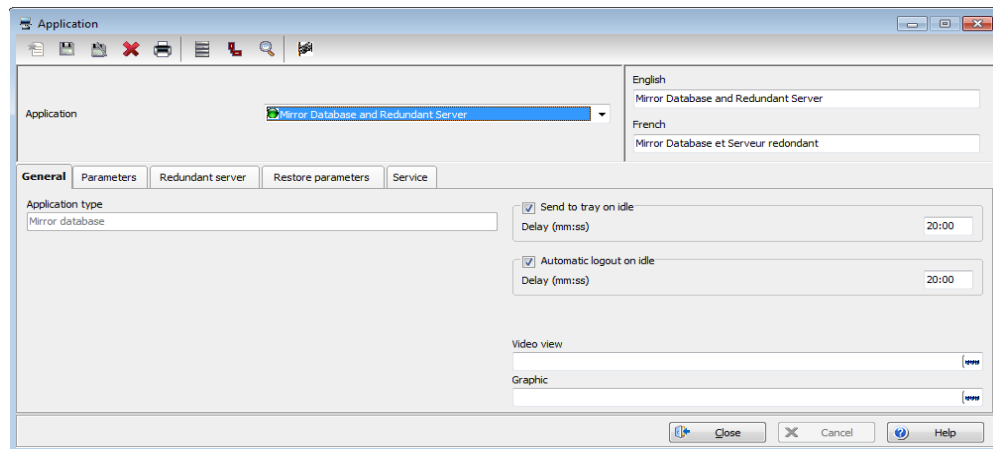 Application
English
Mirror Database and Redundant Server
Application
Mirror Database and Redundant Server
French
Mirror Database et Serveur redondant
General Parameters Redundant server Restore parameters Service
Application type
Mirror database
Send to tray on idle
Delay (mm:ss) 20:00
Automatic logout on idle
Delay (mm:ss) 20:00
Video view
Graphic
Close Cancel Help